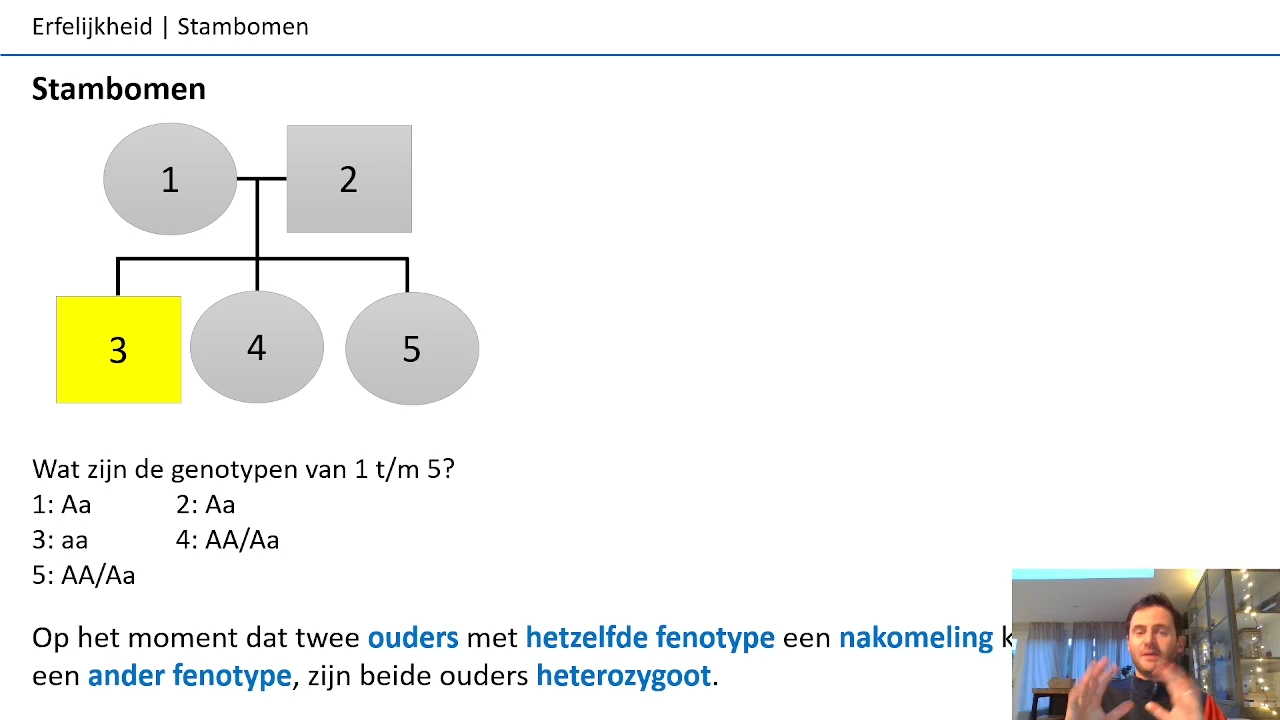 Erfelijkheid | Stambomen
Stambomen
1
2
3
4
5
Wat zijn de genotypen van 1 t/m 5?
1: Aa 2: Aa
3: aa 4: AA/Aa
5: AA/Aa
Op het moment dat twee ouders met hetzelfde fenotype een nakomeling
een ander fenotype, zijn beide ouders heterozygoot.